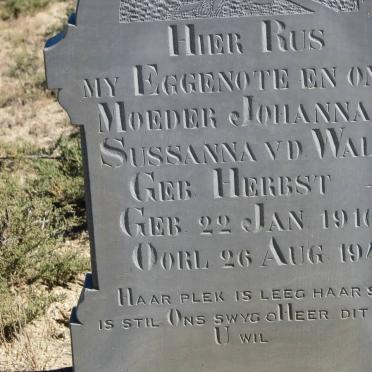 HIER RUS
MY EGGENOTE EN
MOEDER JOHANNA
SUSSANNA VD WAL
GEB HERBST
GEB 22 JAN 191
OORL 26 AUG 19
HAAR PLEK IS LEEG HAAR
IS STIL ONS SWYG O HEER DIT
U WIL